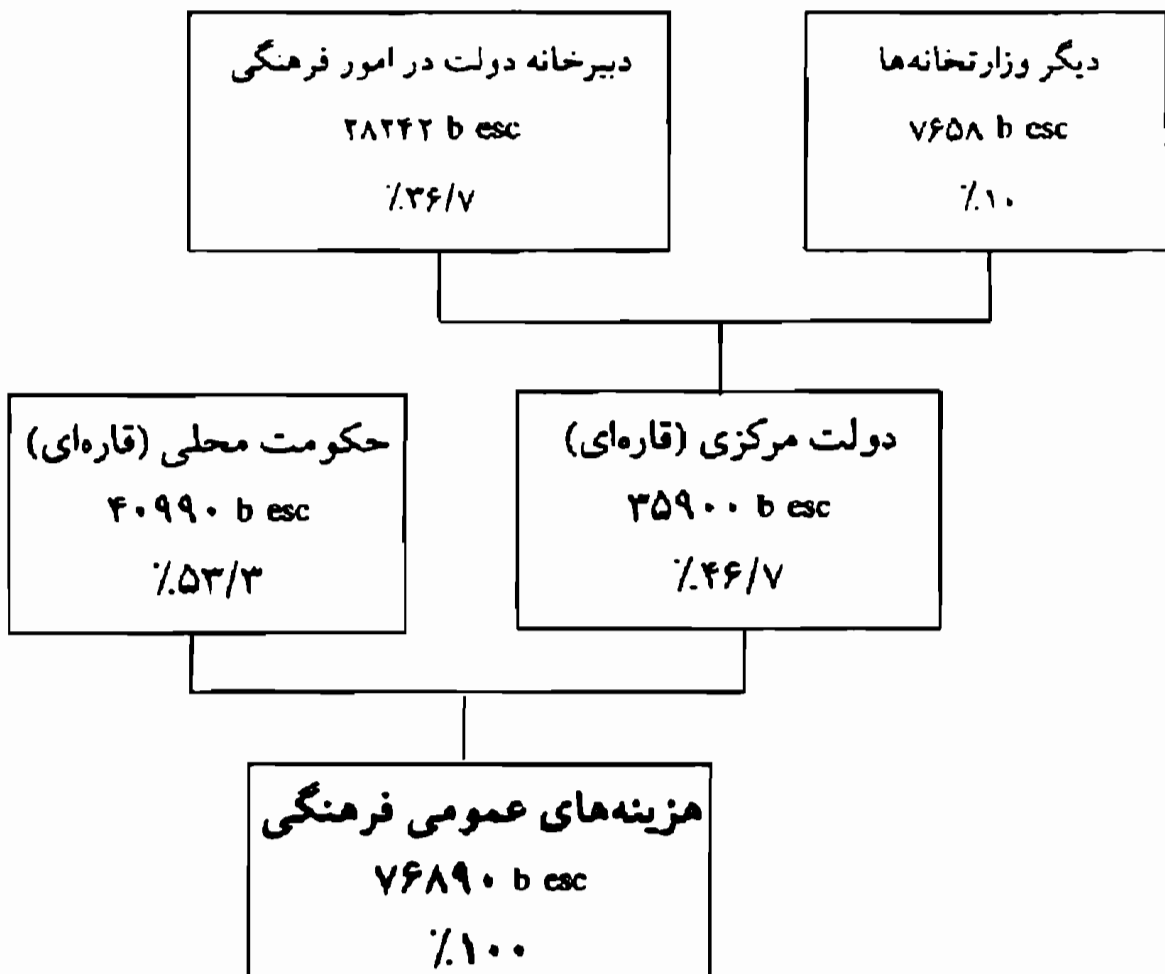 دیگر وزارتخانه‌ها
۷۶۵۸ b esc
٪۱۰
دبیرخانه دولت در امور فرهنگی
۲۸۲۴۲ b esc
٪۳۶/۷
دولت مرکزی (قاره‌ای)
۳۵۹۰۰ b esc
٪۴۶/۷
حکومت محلی (قاره‌ای)
۴۰۹۹۰ b esc
٪۵۳/۳
هزینه‌های عمومی فرهنگی
۷۶۸۹۰ b esc
٪۱۰۰